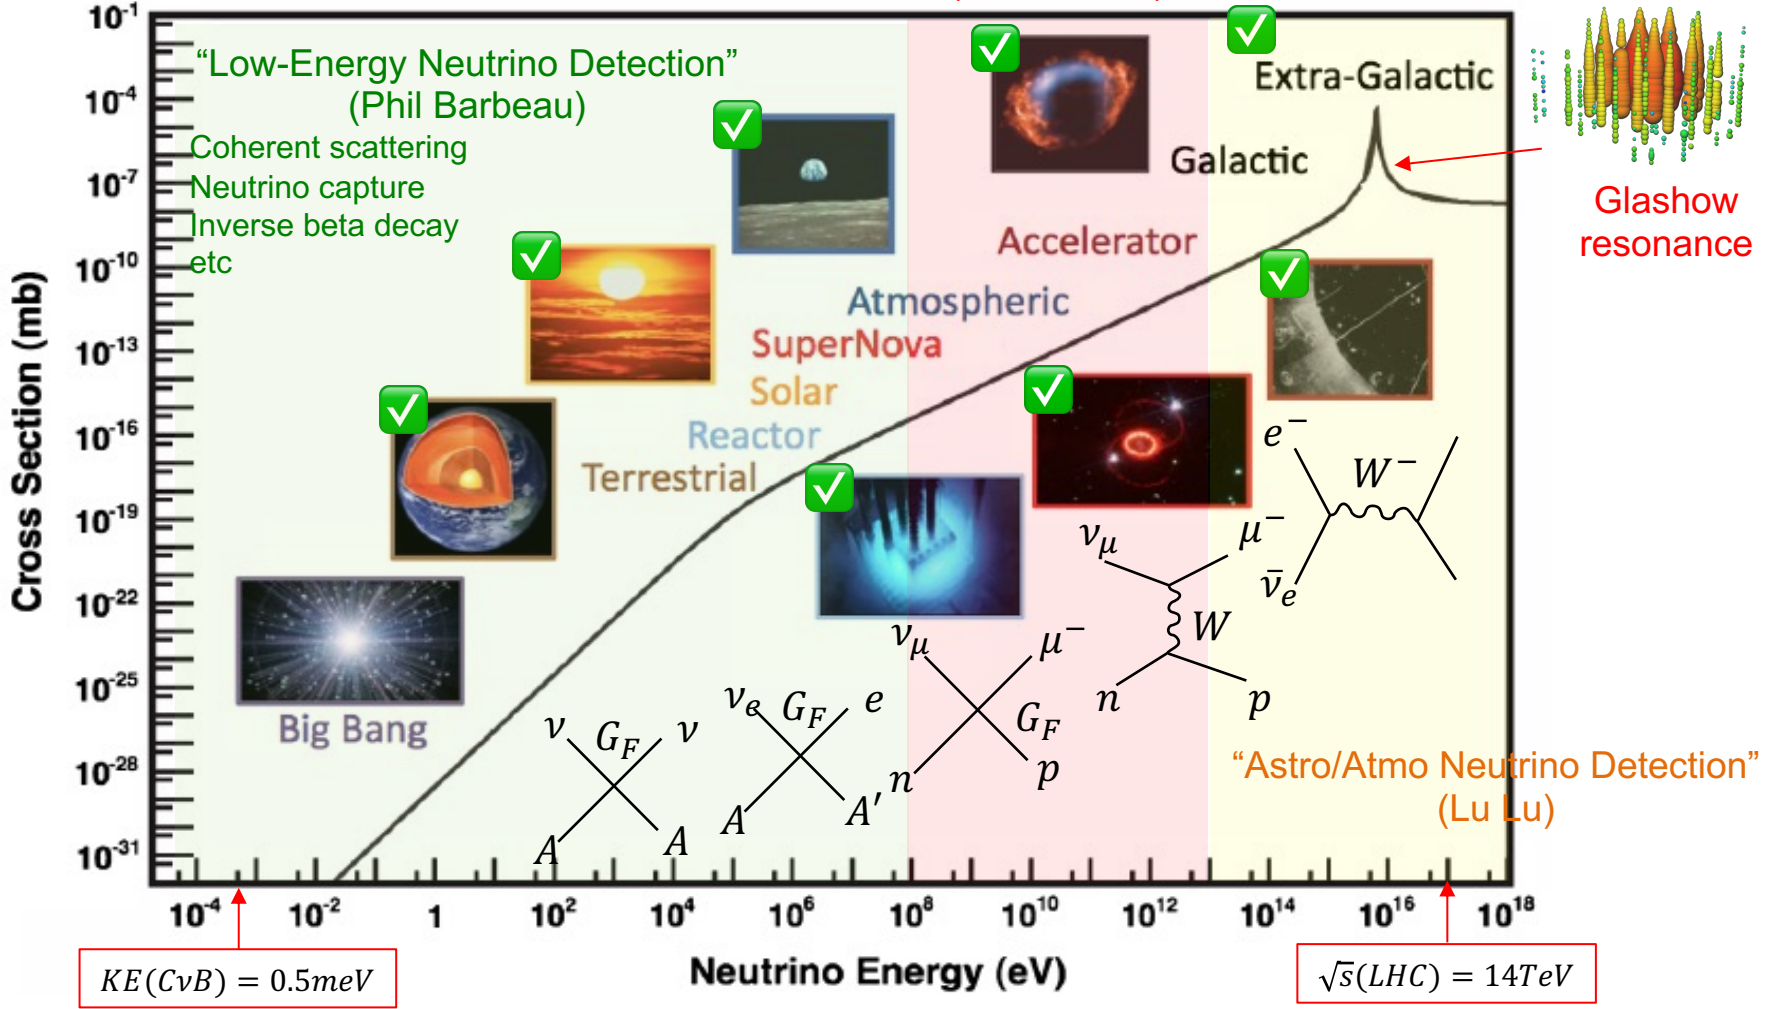 “Low-Energy Neutrino Detection”
(Phil Barbeau)
Coherent scattering
Neutrino capture
Inverse beta decay
etc
Extra-Galactic
Galactic
Glashow
resonance
Accelerator
Atmospheric
SuperNova
Solar
Reactor
Terrestrial
Big Bang
Cross Section (mb)
10⁻¹
10⁻⁴
10⁻⁷
10⁻¹⁰
10⁻¹³
10⁻¹⁶
10⁻¹⁹
10⁻²²
10⁻²⁵
10⁻²⁸
10⁻³¹
e⁻
W⁻
ν̄ₑ
ν_μ
μ⁻
W
n
p
ν_μ
μ⁻
G_F
n
p
νₑ
G_F
e
A
A′
ν
G_F
ν
A
A
“Astro/Atmo Neutrino Detection”
(Lu Lu)
10⁻⁴ 10⁻² 1 10² 10⁴ 10⁶ 10⁸ 10¹⁰ 10¹² 10¹⁴ 10¹⁶ 10¹⁸
Neutrino Energy (eV)
KE(CνB) = 0.5meV
√s(LHC) = 14TeV